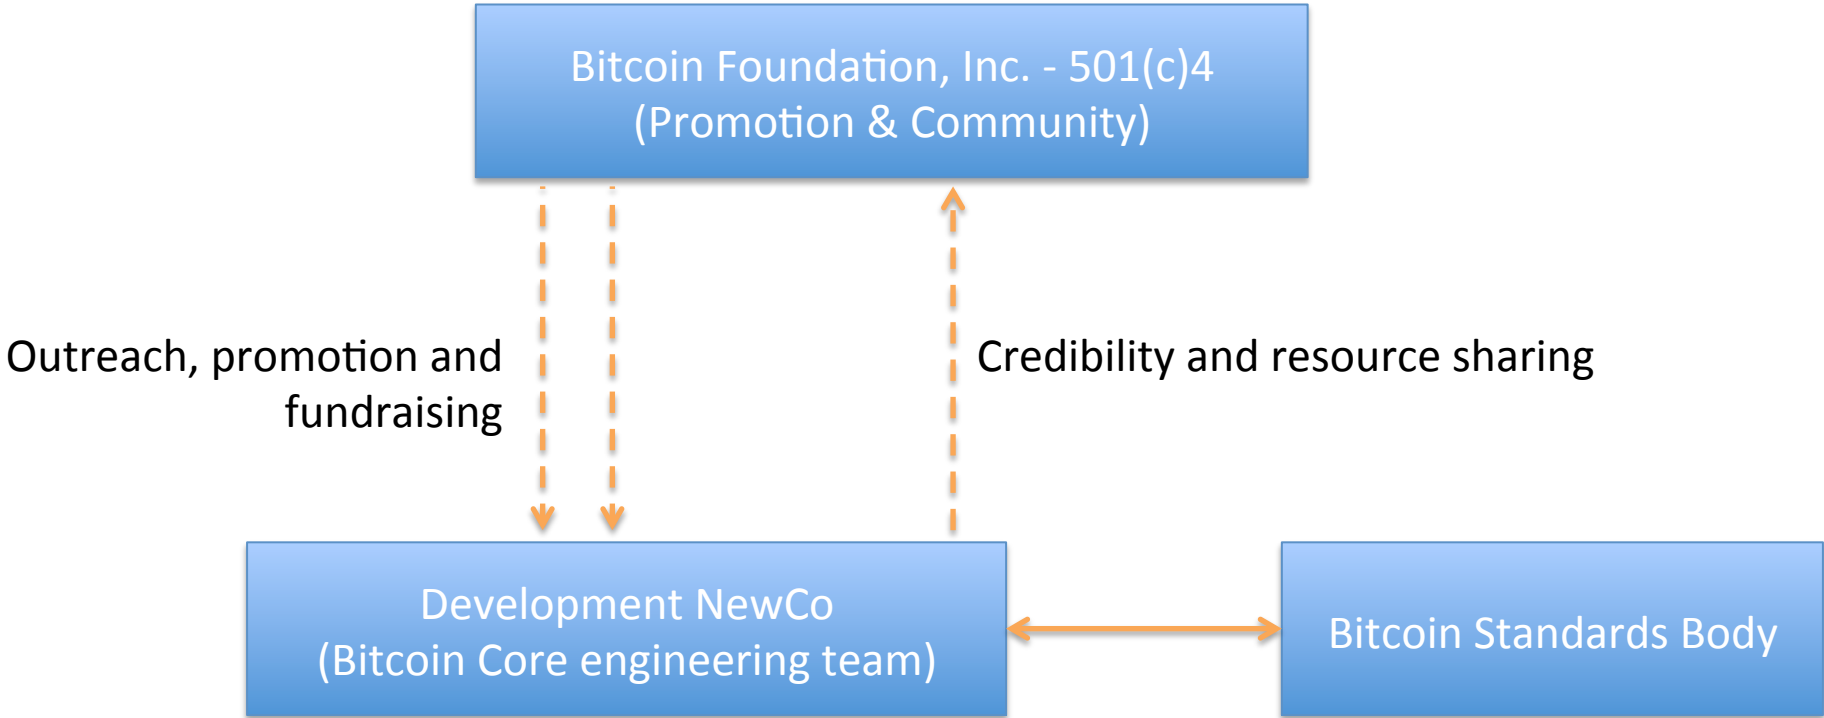 Bitcoin Foundation, Inc. - 501(c)4
(Promotion & Community)
Outreach, promotion and
fundraising
Credibility and resource sharing
Development NewCo
(Bitcoin Core engineering team)
Bitcoin Standards Body